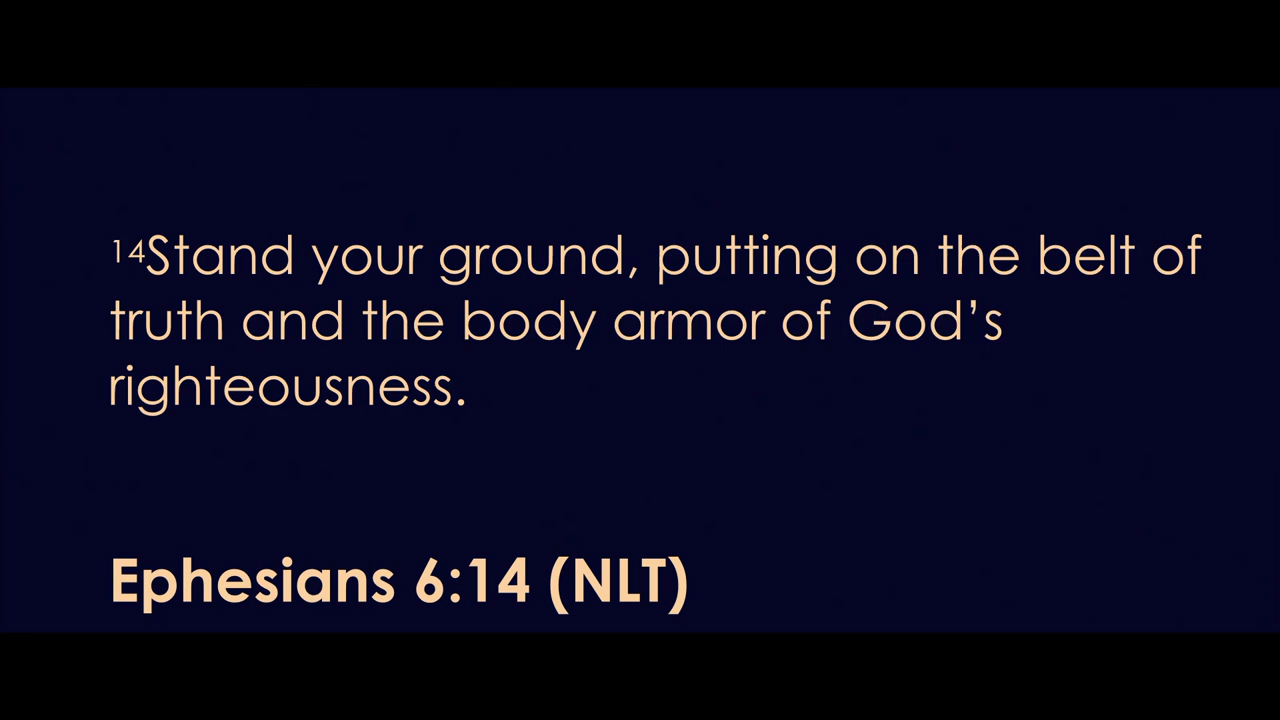 14Stand your ground, putting on the belt of
truth and the body armor of God’s
righteousness.
Ephesians 6:14 (NLT)